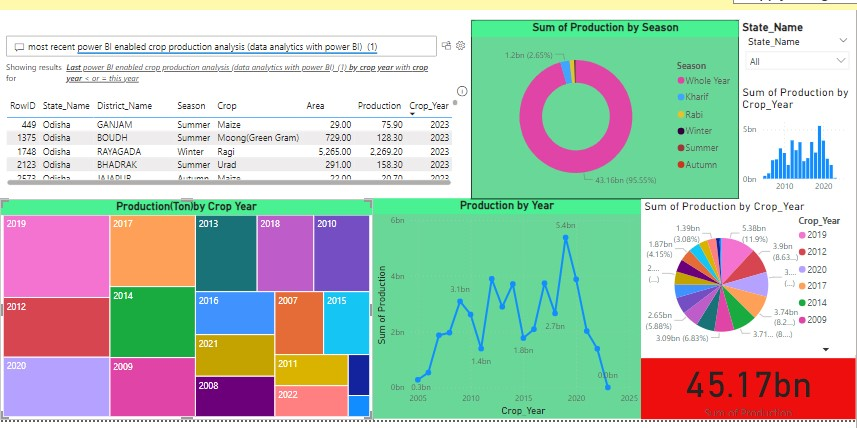 most recent power BI enabled crop production analysis (data analytics with power BI) (1)
Showing results Last power BI enabled crop production analysis (data analytics with power BI)_(1) by crop year with crop
for year < or = this year
RowID State_Name District_Name Season Crop Area Production Crop_Year
449 Odisha GANJAM Summer Maize 29.00 75.90 2023
1375 Odisha BOUDH Summer Moong(Green Gram) 729.00 128.30 2023
1748 Odisha RAYAGADA Winter Ragi 5,265.00 2,269.20 2023
2123 Odisha BHADRAK Summer Urad 291.00 158.30 2023
2573 Odisha JAJAPUR Autumn Maize 22.00 20.70 2023
Sum of Production by Season
1.2bn (2.65%)
43.16bn (95.55%)
Season
Whole Year
Kharif
Rabi
Winter
Summer
Autumn
State_Name
State_Name
All
Sum of Production by
Crop_Year
5bn
0bn
2010 2020
Production(Ton)by Crop Year
2019
2017
2013
2018
2010
2012
2014
2016
2007
2015
2021
2011
2020
2009
2008
2022
Production by Year
Sum of Production
6bn
4bn
2bn
0bn
0.3bn
3.1bn
1.4bn
1.8bn
2.7bn
5.4bn
0.0bn
2005 2010 2015 2020 2025
Crop_Year
Sum of Production by Crop_Year
1.39bn
(3.08%)
1.87bn
(4.15%)
2....
(...)
2.65bn
(5.88%)
3.09bn (6.83%)
5.38bn
(11.9%)
3.9bn
(8.63...)
3....
(...)
3.74bn
(8.2...)
3.71... (8....)
Crop_Year
2019
2012
2020
2017
2014
2009
45.17bn
Sum of Production